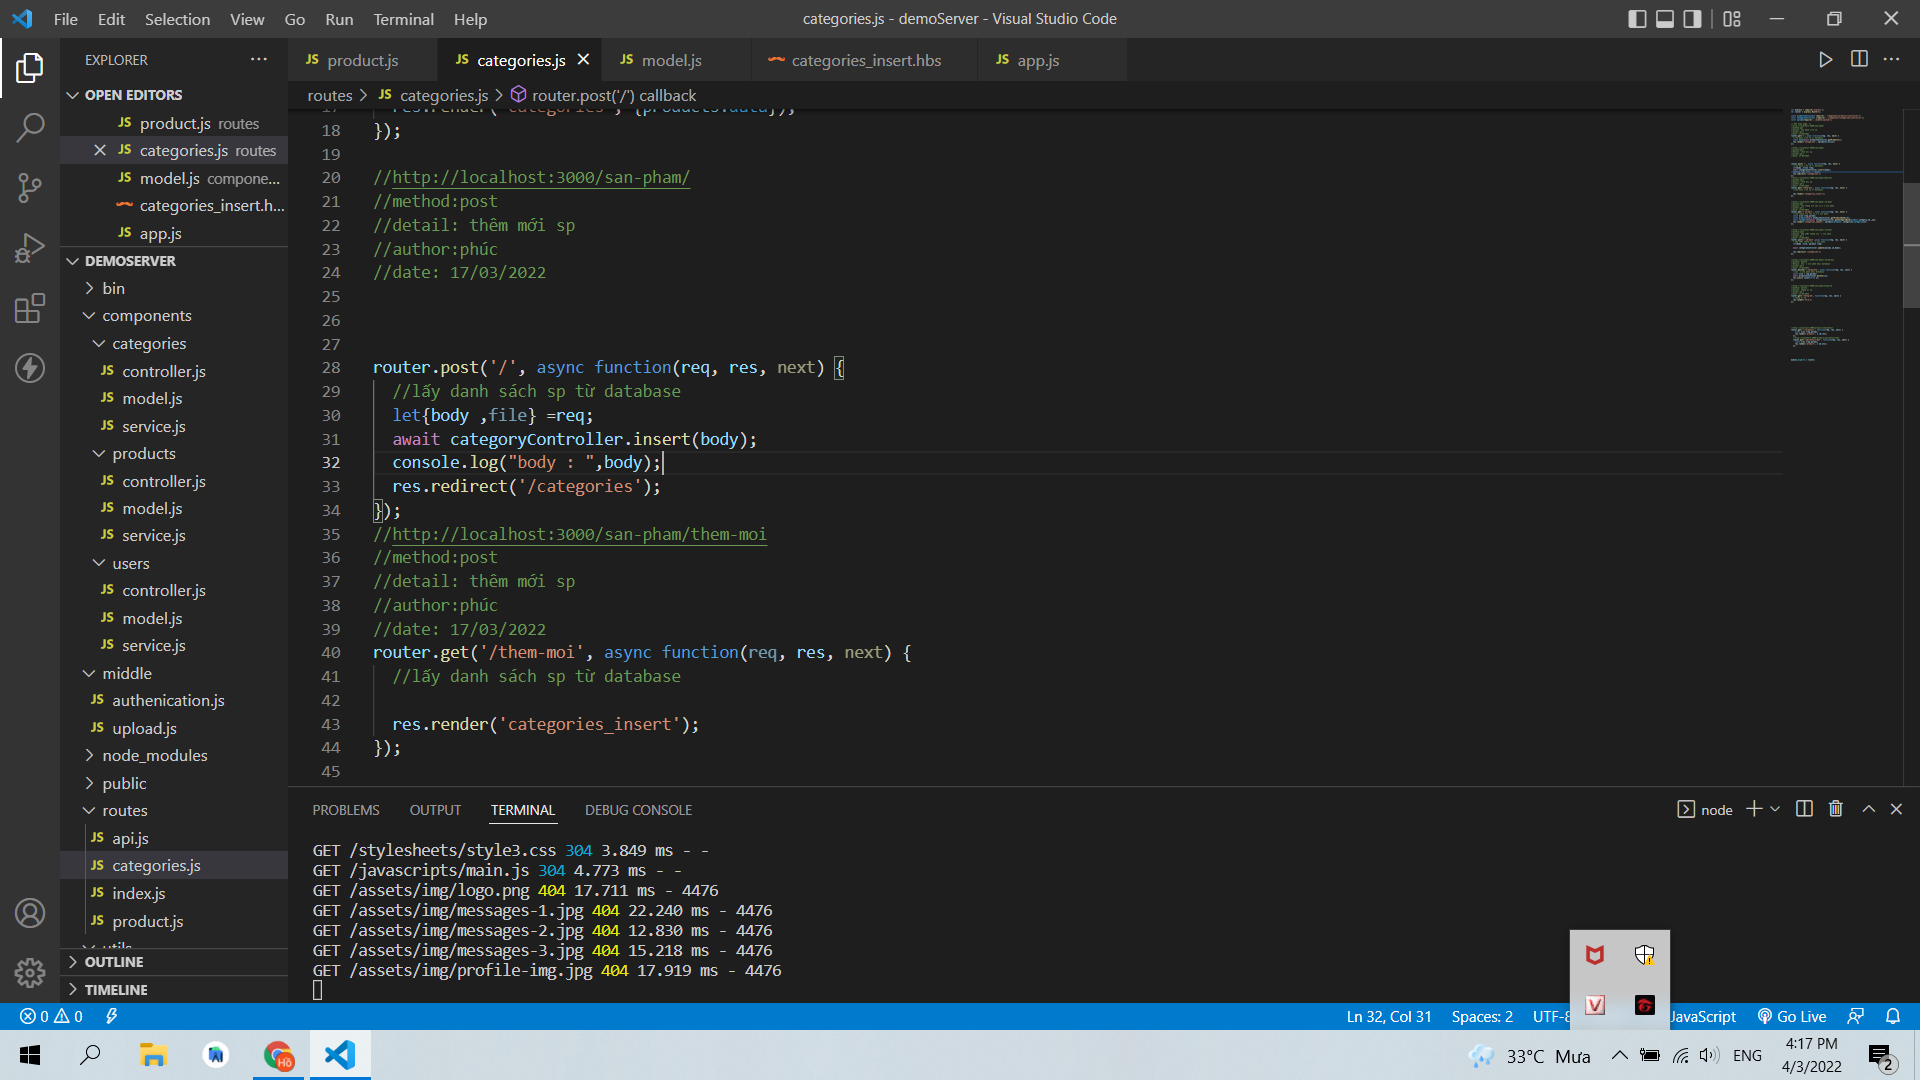 File Edit Selection View Go Run Terminal Help
categories.js - demoServer - Visual Studio Code
EXPLORER
OPEN EDITORS
JS product.js routes
JS categories.js routes
JS model.js compone...
categories_insert.h...
JS app.js
DEMOSERVER
bin
components
categories
JS controller.js
JS model.js
JS service.js
products
JS controller.js
JS model.js
JS service.js
users
JS controller.js
JS model.js
JS service.js
middle
JS authenication.js
JS upload.js
node_modules
public
routes
JS api.js
JS categories.js
JS index.js
JS product.js
utils
OUTLINE
TIMELINE
JS product.js
JS categories.js
JS model.js
categories_insert.hbs
JS app.js
routes > JS categories.js > router.post('/') callback
17 res.render('categories', {products:data});
18 });
19
20 //http://localhost:3000/san-pham/
21 //method:post
22 //detail: thêm mới sp
23 //author:phúc
24 //date: 17/03/2022
25
26
27
28 router.post('/', async function(req, res, next) {
29 //lấy danh sách sp từ database
30 let{body ,file} =req;
31 await categoryController.insert(body);
32 console.log("body : ",body);
33 res.redirect('/categories');
34 });
35 //http://localhost:3000/san-pham/them-moi
36 //method:post
37 //detail: thêm mới sp
38 //author:phúc
39 //date: 17/03/2022
40 router.get('/them-moi', async function(req, res, next) {
41 //lấy danh sách sp từ database
42
43 res.render('categories_insert');
44 });
45
PROBLEMS OUTPUT TERMINAL DEBUG CONSOLE
node
GET /stylesheets/style3.css 304 3.849 ms - -
GET /javascripts/main.js 304 4.773 ms - -
GET /assets/img/logo.png 404 17.711 ms - 4476
GET /assets/img/messages-1.jpg 404 22.240 ms - 4476
GET /assets/img/messages-2.jpg 404 12.830 ms - 4476
GET /assets/img/messages-3.jpg 404 15.218 ms - 4476
GET /assets/img/profile-img.jpg 404 17.919 ms - 4476
0 0
Ln 32, Col 31 Spaces: 2 UTF-8 JavaScript Go Live
Hồ
33°C Mưa
ENG
4:17 PM
4/3/2022
2